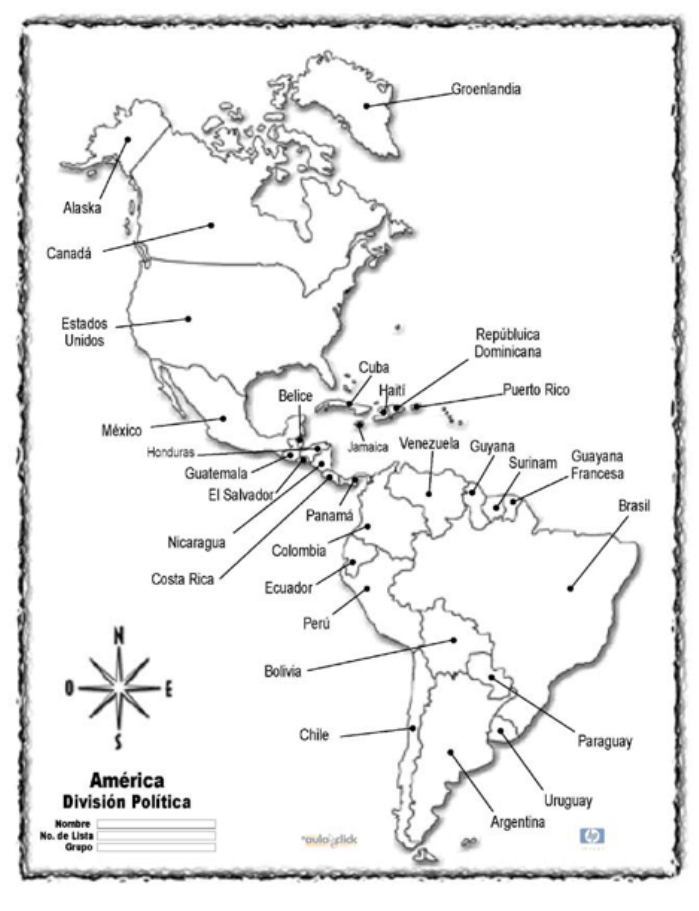 Groenlandia
Alaska
Canadá
Estados
Unidos
Repúbluica
Dominicana
Cuba
Haití
Puerto Rico
Belice
México
Jamaica
Honduras
Venezuela
Guyana
Guatemala
Surinam
Guayana
Francesa
El Salvador
Panamá
Brasil
Nicaragua
Colombia
Costa Rica
Ecuador
Perú
N
O E
S
Bolivia
Chile
Paraguay
Uruguay
Argentina
América
División Política
Nombre
No. de Lista
Grupo
aulaclick
hp